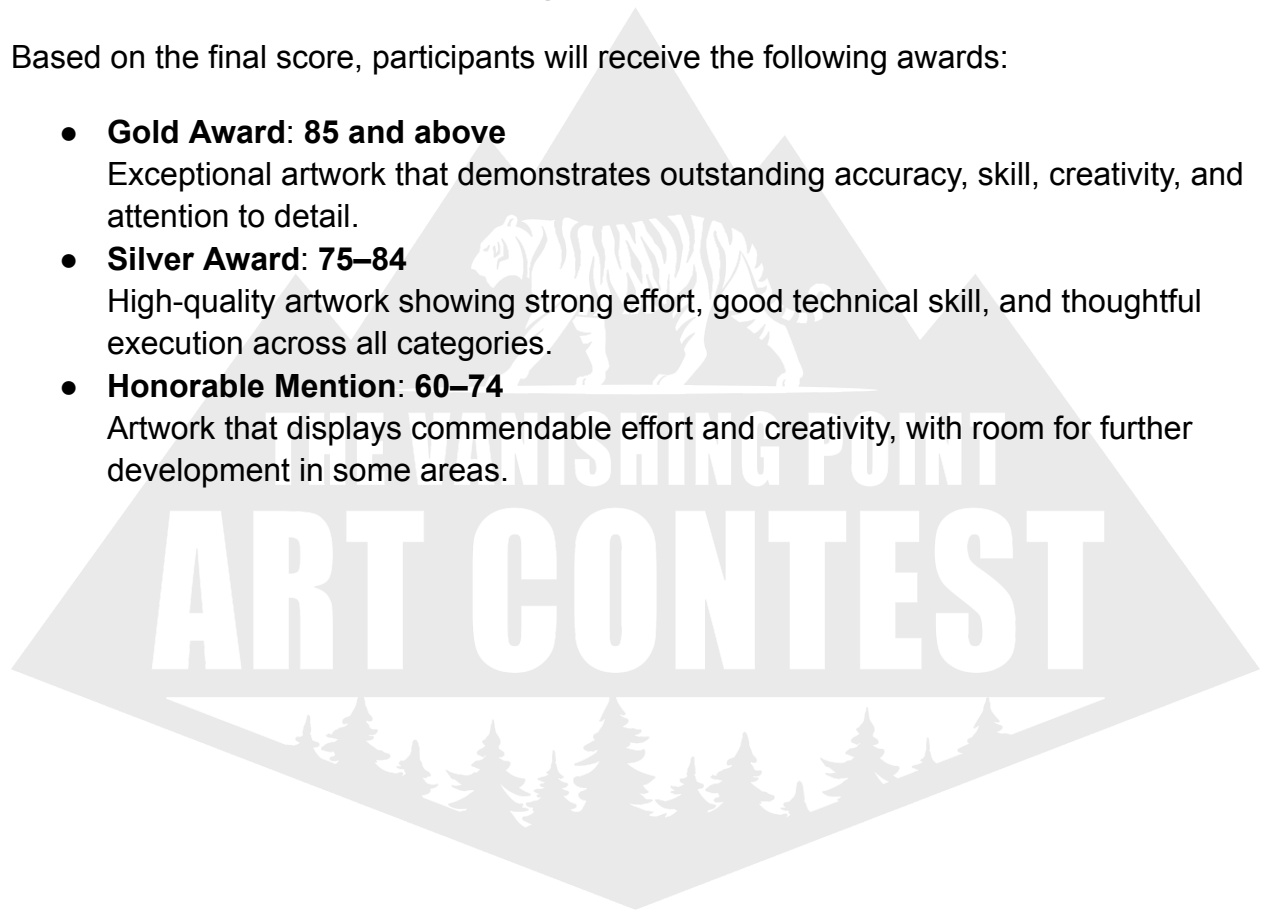 Based on the final score, participants will receive the following awards:
● Gold Award: 85 and above
Exceptional artwork that demonstrates outstanding accuracy, skill, creativity, and
attention to detail.
● Silver Award: 75–84
High-quality artwork showing strong effort, good technical skill, and thoughtful
execution across all categories.
● Honorable Mention: 60–74
Artwork that displays commendable effort and creativity, with room for further
development in some areas.
THE VANISHING POINT
ART CONTEST